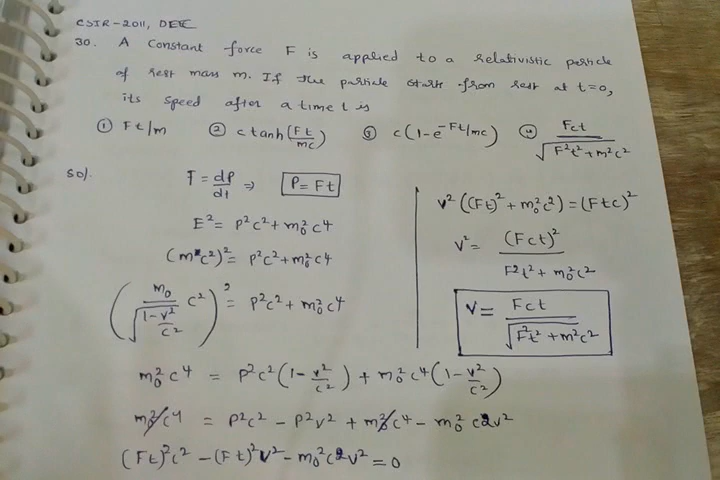 CSIR-2011, DEC
30. A Constant force F is applied to a relativistic particle
of rest mass m. If the particle starts from rest at t=0,
its speed after a time t is
① Ft/m ② c tanh(Ft/mc) ③ c(1-e^-Ft/mc) ④ Fct/√(F²t²+m²c²)
Sol.
F = dp/dt ⇒ P = Ft
E² = p²c² + m₀²c⁴
(m*c²)² = p²c² + m₀²c⁴
(m₀/√(1-v²/c²) c²)² = p²c² + m₀²c⁴
m₀²c⁴ = p²c²(1-v²/c²) + m₀²c⁴(1-v²/c²)
m₀²c⁴ = p²c² - p²v² + m₀²c⁴ - m₀²c²v²
(Ft)²c² - (Ft)²v² - m₀²c²v² = 0
v²((Ft)² + m₀²c²) = (Ftc)²
v² = (Fct)²/F²t² + m₀²c²
V = Fct/√(F²t² + m²c²)